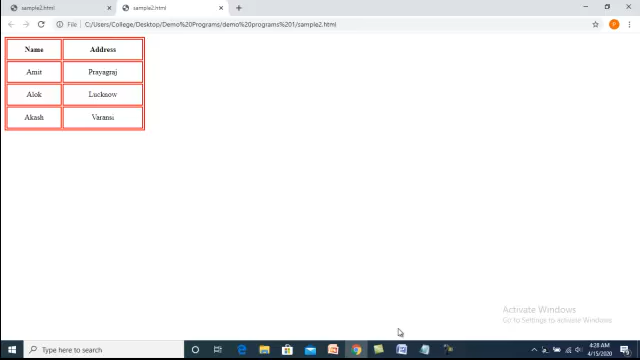 sample2.html
sample2.html
File C:/Users/College/Desktop/Demo%20Programs/demo%20programs%201/sample2.html
Name Address
Amit Prayagraj
Alok Lucknow
Akash Varansi
Activate Windows
Go to Settings to activate Windows.
Type here to search
4:28 AM
4/15/2020